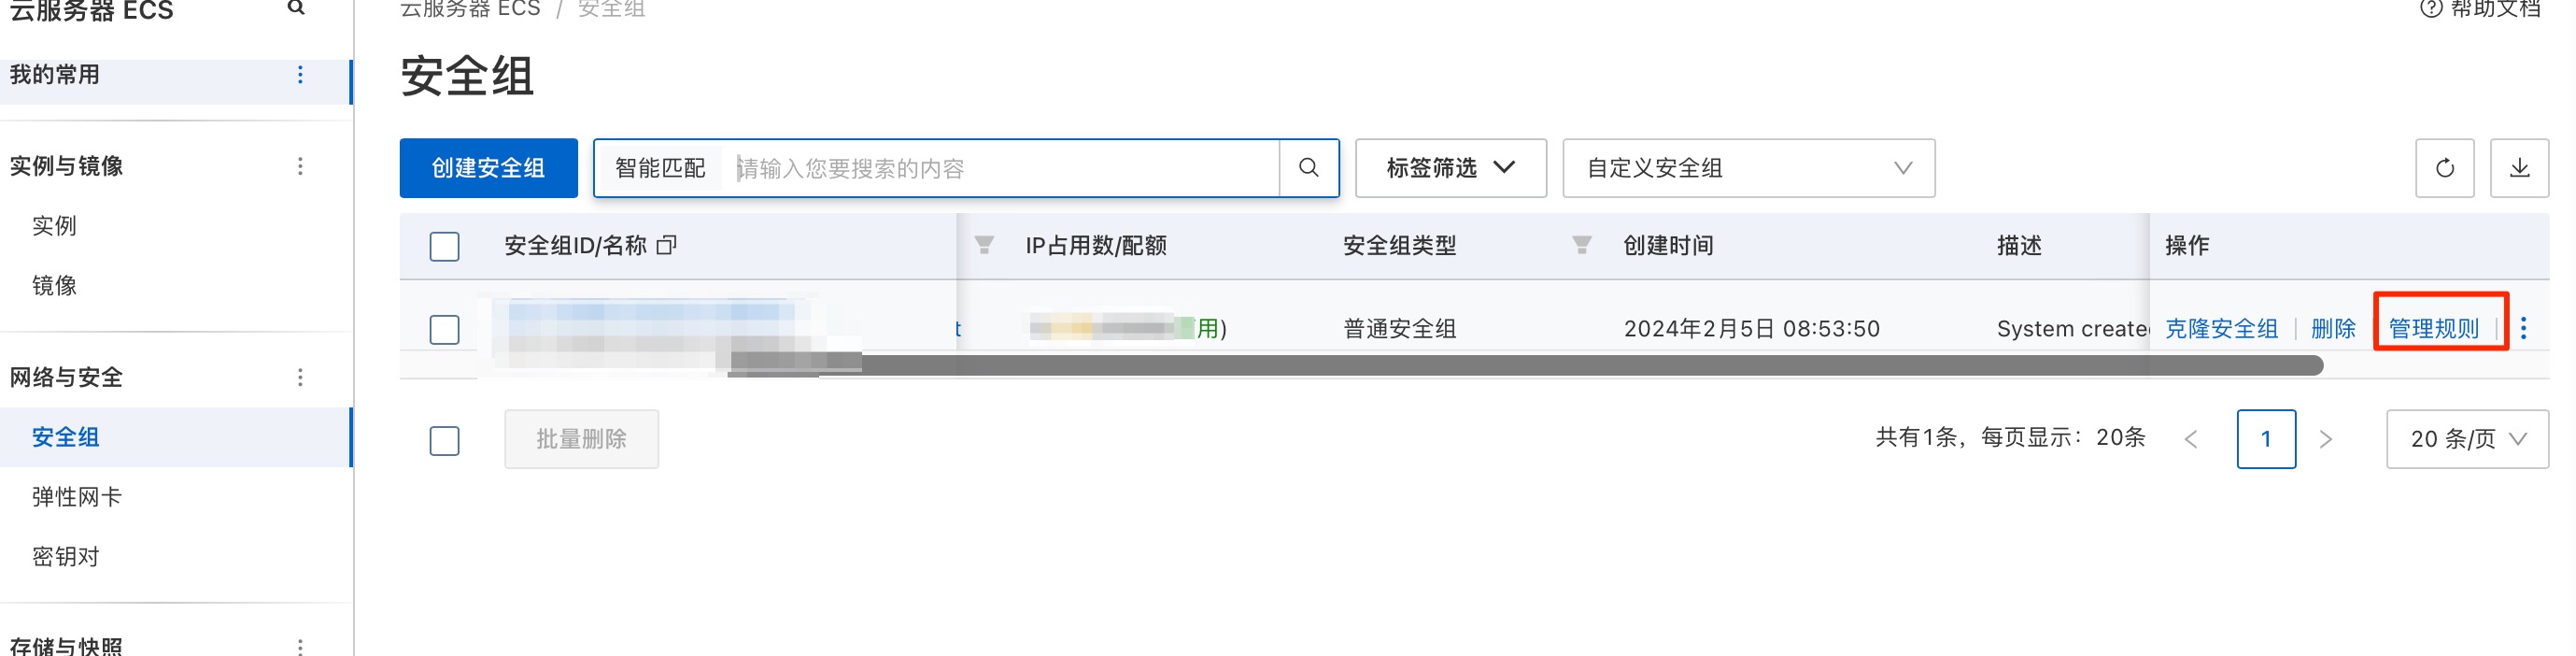 云服务器 ECS
我的常用
实例与镜像
实例
镜像
网络与安全
安全组
弹性网卡
密钥对
存储与快照
云服务器 ECS / 安全组
帮助文档
安全组
创建安全组 智能匹配 请输入您要搜索的内容 标签筛选 自定义安全组
安全组ID/名称 IP占用数/配额 安全组类型 创建时间 描述 操作
t 用) 普通安全组 2024年2月5日 08:53:50 System create 克隆安全组 删除 管理规则
批量删除 共有1条，每页显示：20条 1 20 条/页